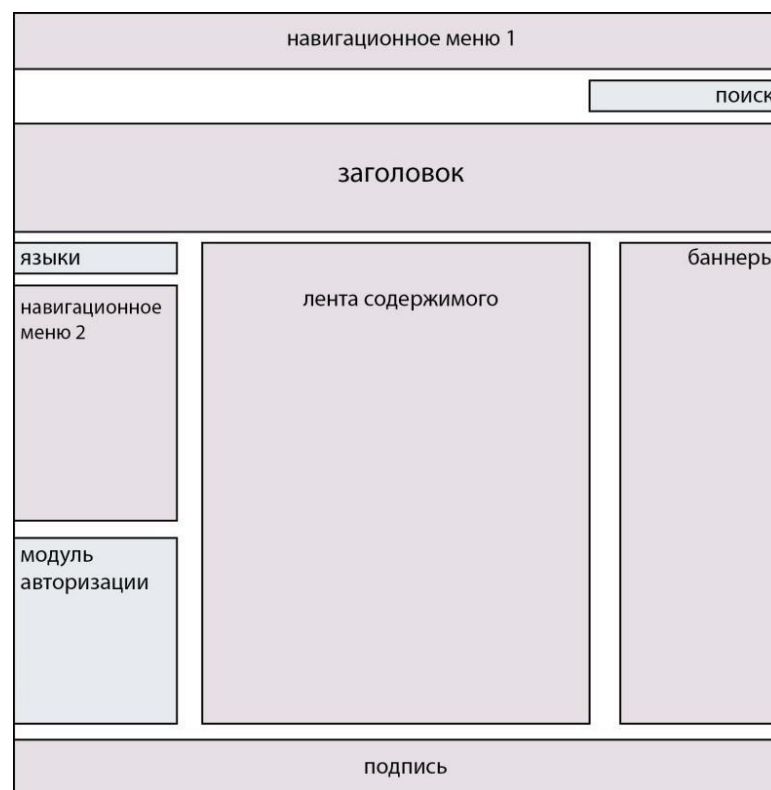 навигационное меню 1
поиск
заголовок
языки
баннеры
навигационное
меню 2
лента содержимого
модуль
авторизации
подпись